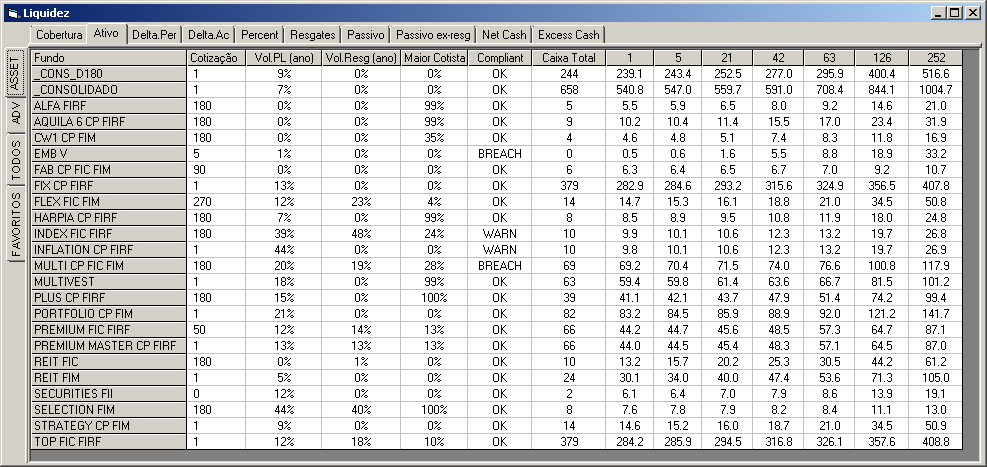 Liquidez
Cobertura Ativo Delta.Per Delta.Ac Percent Resgates Passivo Passivo ex-resg Net Cash Excess Cash
ASSET
ADV
TODOS
FAVORITOS
Fundo Cotização Vol.PL (ano) Vol.Resg (ano) Maior Cotista Compliant Caixa Total 1 5 21 42 63 126 252
_CONS_D180 1 9% 0% 0% OK 244 239.1 243.4 252.5 277.0 295.9 400.4 516.6
_CONSOLIDADO 1 7% 0% 0% OK 658 540.8 547.0 559.7 591.0 708.4 844.1 1004.7
ALFA FIRF 180 0% 0% 99% OK 5 5.5 5.9 6.5 8.0 9.2 14.6 21.0
AQUILA 6 CP FIRF 180 0% 0% 99% OK 9 10.2 10.4 11.4 15.5 17.0 23.4 31.9
CW1 CP FIM 180 0% 0% 35% OK 4 4.6 4.8 5.1 7.4 8.3 11.8 16.9
EMB V 5 1% 0% 0% BREACH 0 0.5 0.6 1.6 5.5 8.8 18.9 33.2
FAB CP FIC FIM 90 0% 0% 0% OK 6 6.3 6.4 6.5 6.7 7.0 9.2 10.7
FIX CP FIRF 1 13% 0% 0% OK 379 282.9 284.6 293.2 315.6 324.9 356.5 407.8
FLEX FIC FIM 270 12% 23% 4% OK 14 14.7 15.3 16.1 18.8 21.0 34.5 50.8
HARPIA CP FIRF 180 7% 0% 99% OK 8 8.5 8.9 9.5 10.8 11.9 18.0 24.8
INDEX FIC FIRF 180 39% 48% 24% WARN 10 9.9 10.1 10.6 12.3 13.2 19.7 26.8
INFLATION CP FIRF 1 44% 0% 0% WARN 10 9.8 10.1 10.6 12.3 13.2 19.7 26.9
MULTI CP FIC FIM 180 20% 19% 28% BREACH 69 69.2 70.4 71.5 74.0 76.6 100.8 117.9
MULTIVEST 1 18% 0% 99% OK 63 59.4 59.8 61.4 63.6 66.7 81.5 101.2
PLUS CP FIRF 180 15% 0% 100% OK 39 41.1 42.1 43.7 47.9 51.4 74.2 99.4
PORTFOLIO CP FIM 1 21% 0% 0% OK 82 83.2 84.5 85.9 88.9 92.0 121.2 141.7
PREMIUM FIC FIRF 50 12% 14% 13% OK 66 44.2 44.7 45.6 48.5 57.3 64.7 87.1
PREMIUM MASTER CP FIRF 1 13% 13% 13% OK 66 44.0 44.5 45.4 48.3 57.1 64.5 87.0
REIT FIC 180 0% 1% 0% OK 10 13.2 15.7 20.2 25.3 30.5 44.2 61.2
REIT FIM 1 5% 0% 0% OK 24 30.1 34.0 40.0 47.4 53.6 71.3 105.0
SECURITIES FII 0 12% 0% 0% OK 2 6.1 6.4 7.0 7.9 8.6 13.9 19.1
SELECTION FIM 180 44% 40% 100% OK 8 7.6 7.8 7.9 8.2 8.4 11.1 13.0
STRATEGY CP FIM 1 9% 0% 0% OK 14 14.6 15.2 16.0 18.7 21.0 34.5 50.9
TOP FIC FIRF 1 12% 18% 10% OK 379 284.2 285.9 294.5 316.8 326.1 357.6 408.8